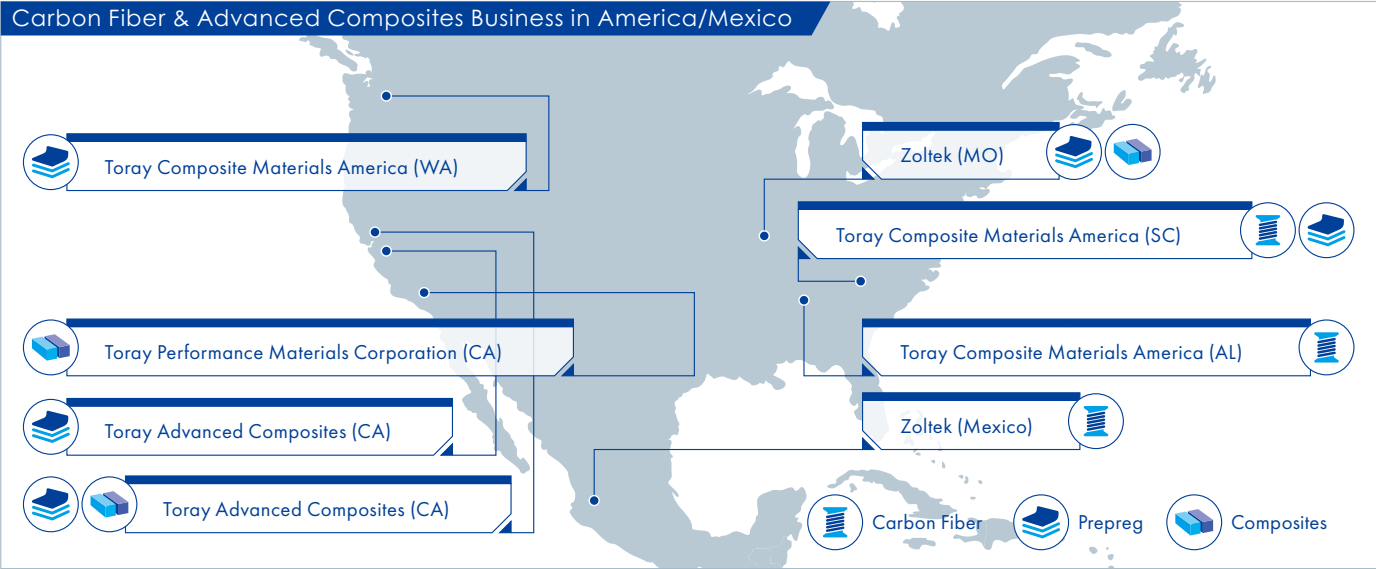 Carbon Fiber & Advanced Composites Business in America/Mexico
Toray Composite Materials America (WA)
Toray Performance Materials Corporation (CA)
Toray Advanced Composites (CA)
Toray Advanced Composites (CA)
Zoltek (MO)
Toray Composite Materials America (SC)
Toray Composite Materials America (AL)
Zoltek (Mexico)
Carbon Fiber
Prepreg
Composites